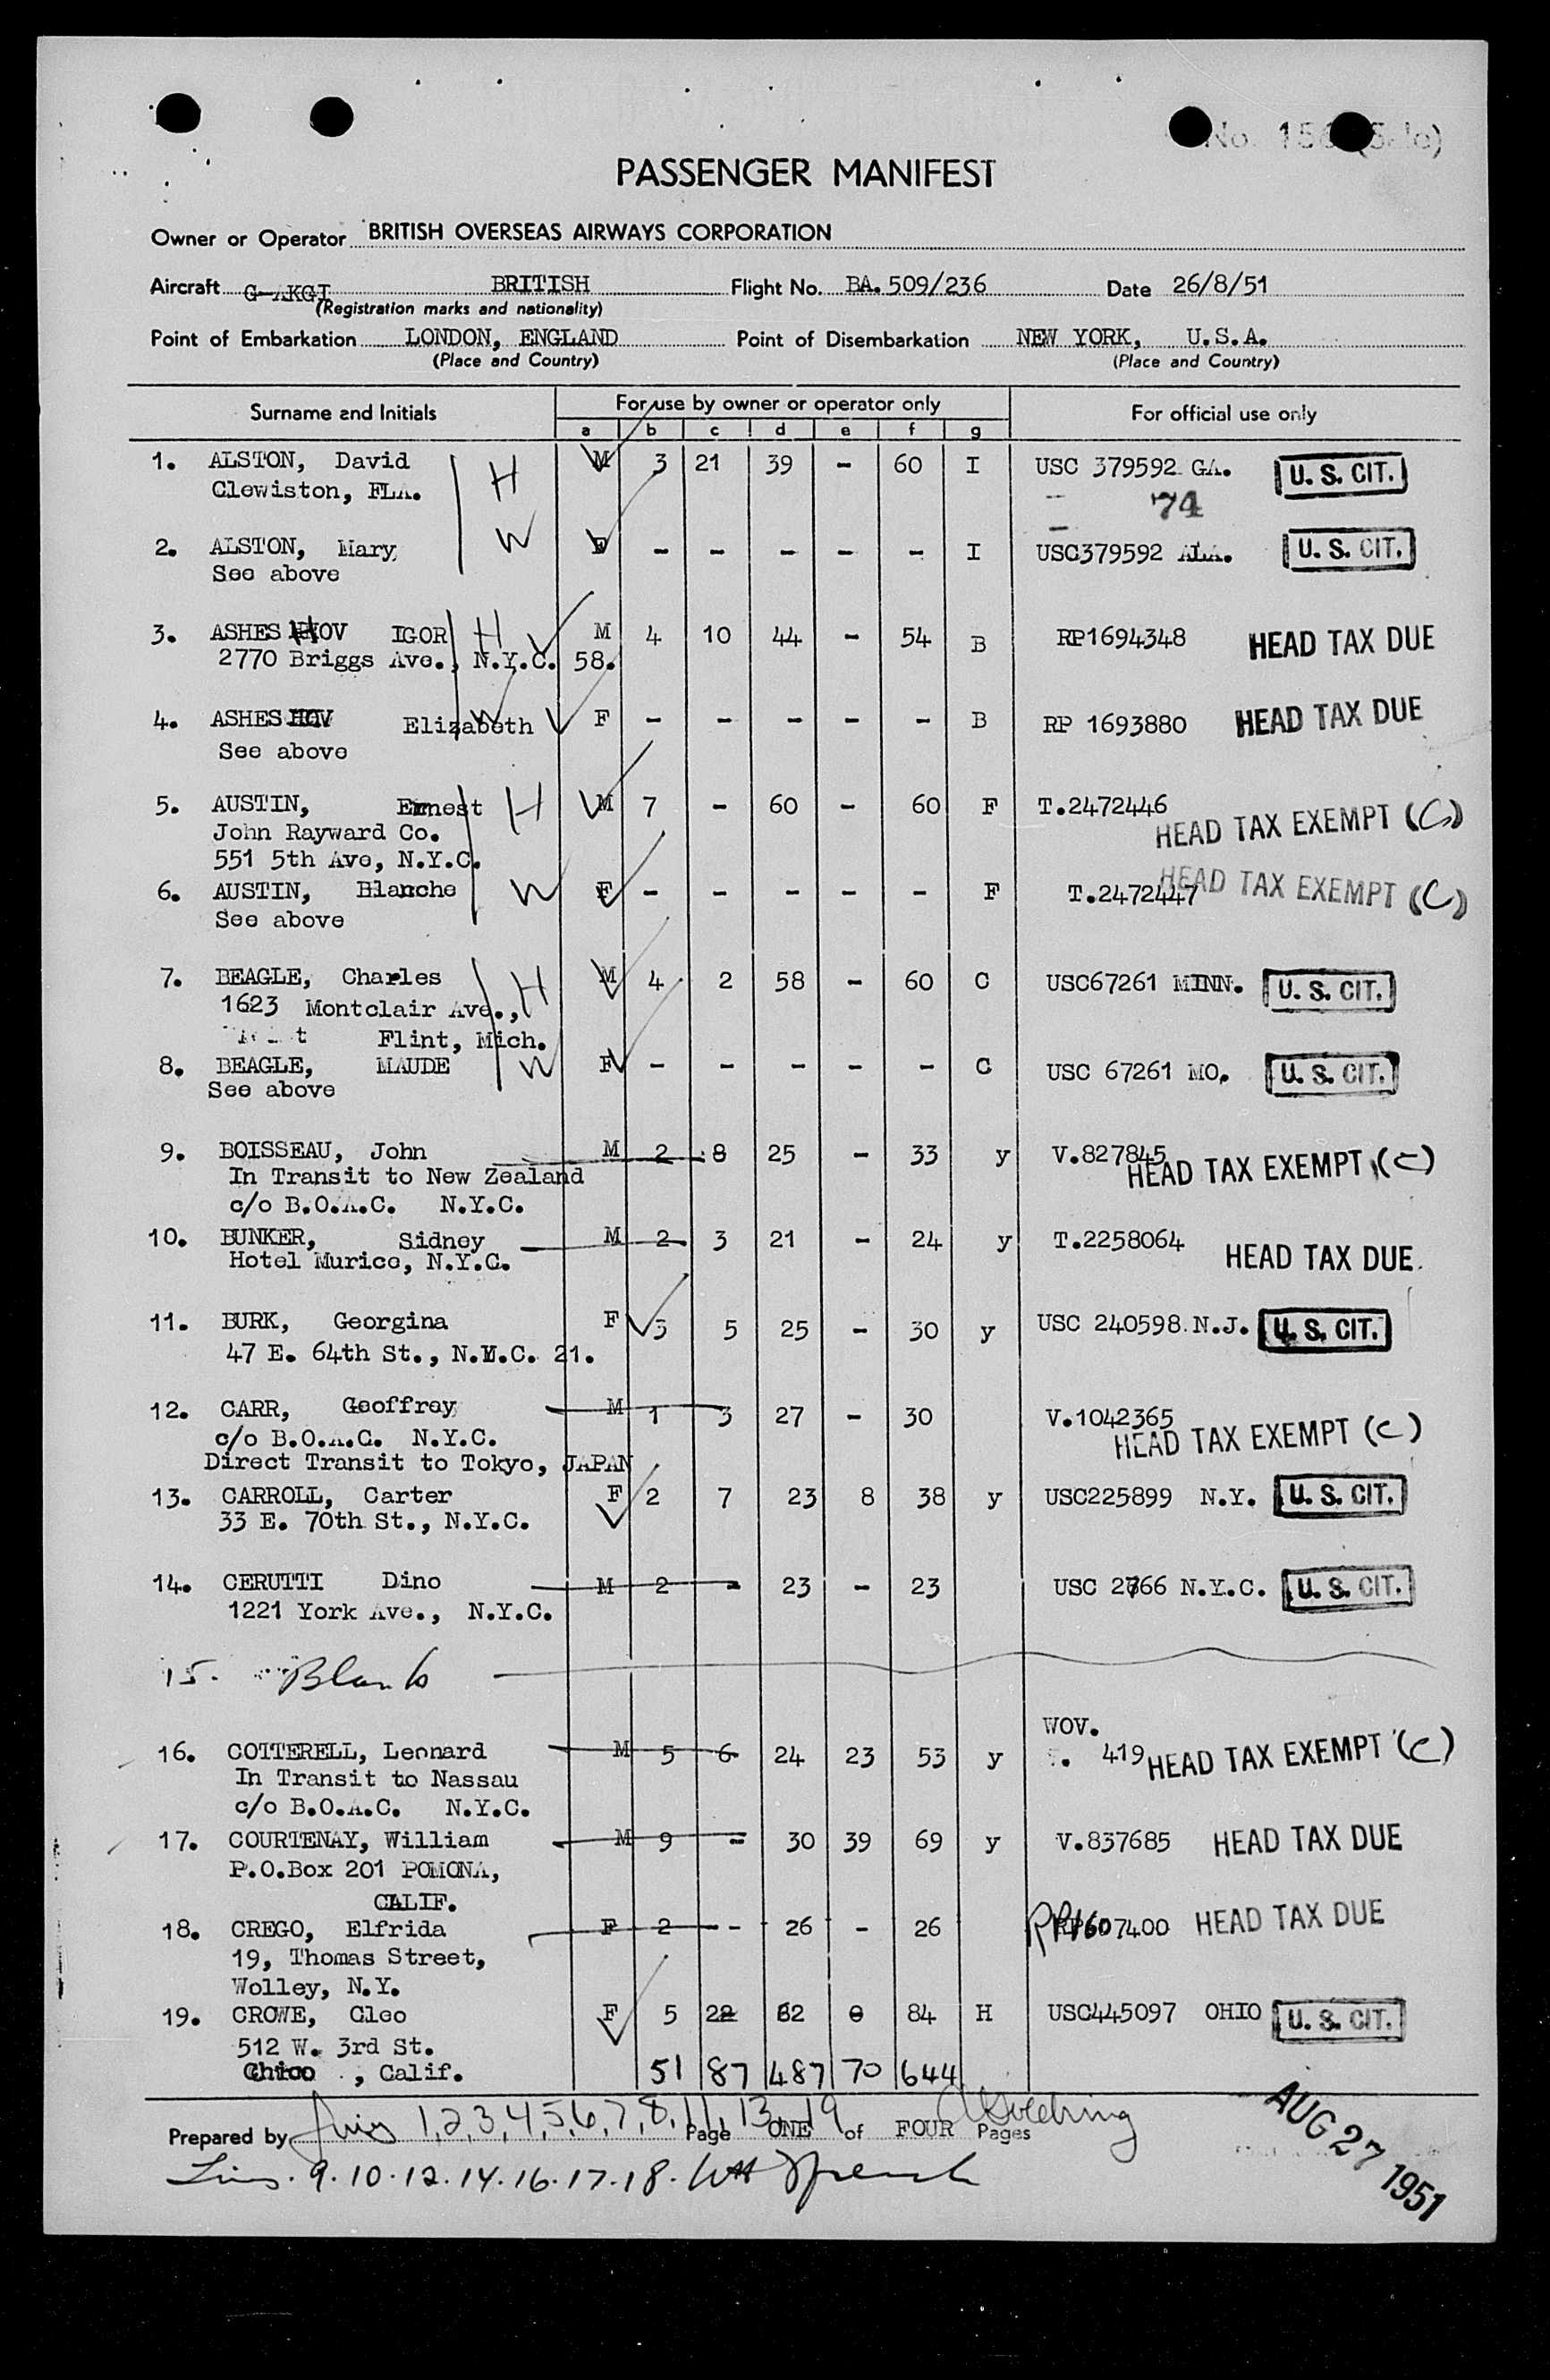 PASSENGER MANIFEST
Owner or Operator BRITISH OVERSEAS AIRWAYS CORPORATION
Aircraft G-AKGI BRITISH Flight No. BA.509/236 Date 26/8/51
(Registration marks and nationality)
Point of Embarkation LONDON, ENGLAND Point of Disembarkation NEW YORK, U.S.A.
(Place and Country) (Place and Country)
Surname and Initials For use by owner or operator only For official use only
a b c d e f g
1. ALSTON, David H M 3 21 39 - 60 I USC 379592 GA. U. S. CIT.
Clewiston, FLA. 74
2. ALSTON, Mary W F - - - - - I USC379592 ALA. U. S. CIT.
See above
3. ASHES OV IGOR H M 4 10 44 - 54 B RP1694348 HEAD TAX DUE
2770 Briggs Ave., N.Y.C. 58.
4. ASHES Elizabeth W F - - - - - B RP 1693880 HEAD TAX DUE
See above
5. AUSTIN, Ernest H M 7 - 60 - 60 F T.2472446 HEAD TAX EXEMPT (C)
John Rayward Co.
551 5th Ave, N.Y.C.
6. AUSTIN, Blanche W F - - - - - F T.2472447 HEAD TAX EXEMPT (C)
See above
7. BEAGLE, Charles H M 4 2 58 - 60 C USC67261 MINN. U. S. CIT.
1623 Montclair Ave.,
Flint, Mich.
8. BEAGLE, MAUDE W F - - - - - C USC 67261 MO. U. S. CIT.
See above
9. BOISSEAU, John M 2 8 25 - 33 y V.827845 HEAD TAX EXEMPT (C)
In Transit to New Zealand
c/o B.O.A.C. N.Y.C.
10. BUNKER, Sidney M 2 3 21 - 24 y T.2258064 HEAD TAX DUE
Hotel Murice, N.Y.C.
11. BURK, Georgina F 3 5 25 - 30 y USC 240598 N.J. U. S. CIT.
47 E. 64th St., N.Y.C. 21.
12. CARR, Geoffrey M 1 3 27 - 30 V.1042365 HEAD TAX EXEMPT (C)
c/o B.O.A.C. N.Y.C.
Direct Transit to Tokyo, JAPAN
13. CARROLL, Carter F 2 7 23 8 38 y USC225899 N.Y. U. S. CIT.
33 E. 70th St., N.Y.C.
14. CERUTTI Dino M 2 - 23 - 23 USC 2766 N.Y.C. U. S. CIT.
1221 York Ave., N.Y.C.
15. Blank
WOV.
16. COTTERELL, Leonard M 5 6 24 23 53 y 419 HEAD TAX EXEMPT (C)
In Transit to Nassau
c/o B.O.A.C. N.Y.C.
17. COURTENAY, William M 9 - 30 39 69 y V.837685 HEAD TAX DUE
P.O.Box 201 POMONA,
CALIF.
18. CREGO, Elfrida F 2 - 26 - 26 RP1607400 HEAD TAX DUE
19, Thomas Street,
Wolley, N.Y.
19. CROWE, Cleo F 5 22 62 0 84 H USC445097 OHIO U. S. CIT.
512 W. 3rd St.
Chico , Calif. 51 87 487 70 644
Prepared by 1,2,3,4,5,6,7,8,11,13,19 Page ONE of FOUR Pages
9.10.12.14.16.17.18.
AUG 27 1951